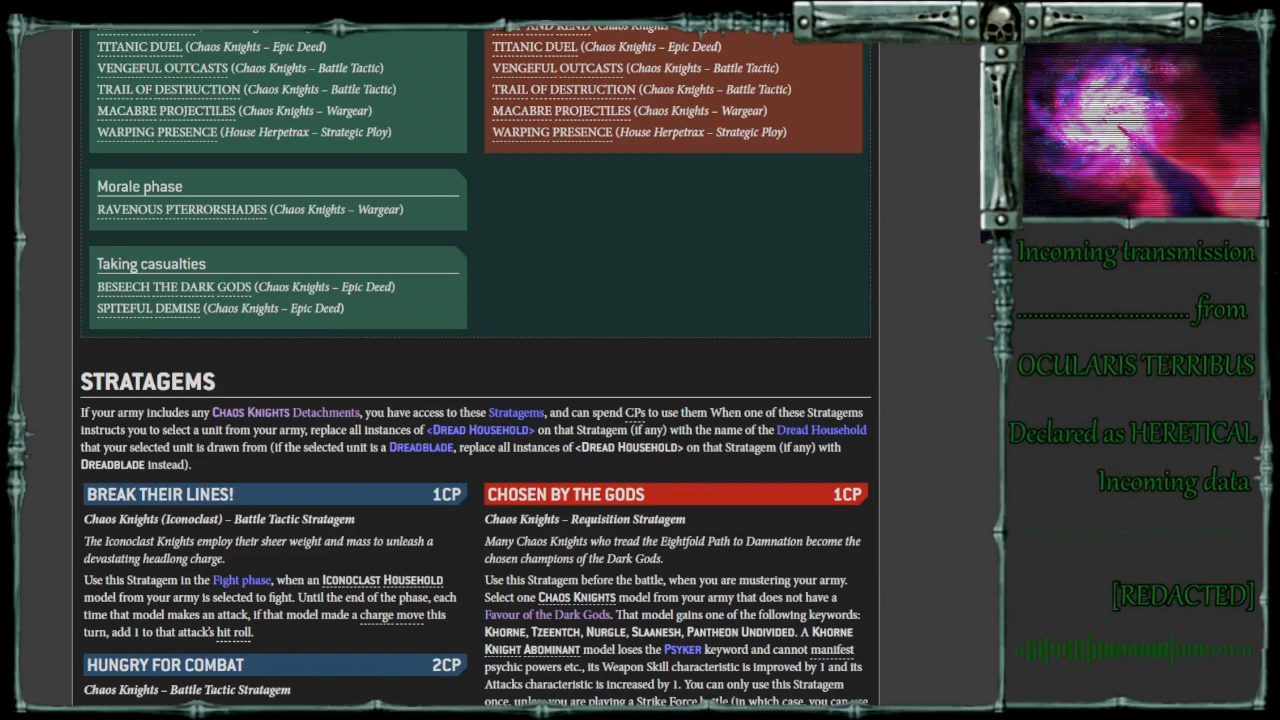 TITANIC DUEL (Chaos Knights – Epic Deed)
VENGEFUL OUTCASTS (Chaos Knights – Battle Tactic)
TRAIL OF DESTRUCTION (Chaos Knights – Battle Tactic)
MACABRE PROJECTILES (Chaos Knights – Wargear)
WARPING PRESENCE (House Herpetrax – Strategic Ploy)
Morale phase
RAVENOUS PTERRORSHADES (Chaos Knights – Wargear)
Taking casualties
BESEECH THE DARK GODS (Chaos Knights – Epic Deed)
SPITEFUL DEMISE (Chaos Knights – Epic Deed)
TITANIC DUEL (Chaos Knights – Epic Deed)
VENGEFUL OUTCASTS (Chaos Knights – Battle Tactic)
TRAIL OF DESTRUCTION (Chaos Knights – Battle Tactic)
MACABRE PROJECTILES (Chaos Knights – Wargear)
WARPING PRESENCE (House Herpetrax – Strategic Ploy)
STRATAGEMS
If your army includes any CHAOS KNIGHTS Detachments, you have access to these Stratagems, and can spend CPs to use them When one of these Stratagems
instructs you to select a unit from your army, replace all instances of <DREAD HOUSEHOLD> on that Stratagem (if any) with the name of the Dread Household
that your selected unit is drawn from (if the selected unit is a DREADBLADE, replace all instances of <DREAD HOUSEHOLD> on that Stratagem (if any) with
DREADBLADE instead).
BREAK THEIR LINES! 1CP
Chaos Knights (Iconoclast) – Battle Tactic Stratagem
The Iconoclast Knights employ their sheer weight and mass to unleash a
devastating headlong charge.
Use this Stratagem in the Fight phase, when an ICONOCLAST HOUSEHOLD
model from your army is selected to fight. Until the end of the phase, each
time that model makes an attack, if that model made a charge move this
turn, add 1 to that attack's hit roll.
HUNGRY FOR COMBAT 2CP
Chaos Knights – Battle Tactic Stratagem
CHOSEN BY THE GODS 1CP
Chaos Knights – Requisition Stratagem
Many Chaos Knights who tread the Eightfold Path to Damnation become the
chosen champions of the Dark Gods.
Use this Stratagem before the battle, when you are mustering your army.
Select one CHAOS KNIGHTS model from your army that does not have a
Favour of the Dark Gods. That model gains one of the following keywords:
KHORNE, TZEENTCH, NURGLE, SLAANESH, PANTHEON UNDIVIDED. A KHORNE
KNIGHT ABOMINANT model loses the PSYKER keyword and cannot manifest
psychic powers etc., its Weapon Skill characteristic is improved by 1 and its
Attacks characteristic is increased by 1. You can only use this Stratagem
once, unless you are playing a Strike Force battle (in which case, you can use
Incoming transmission
.............................. from
OCULARIS TERRIBUS
Declared as HERETICAL
Incoming data
[REDACTED]